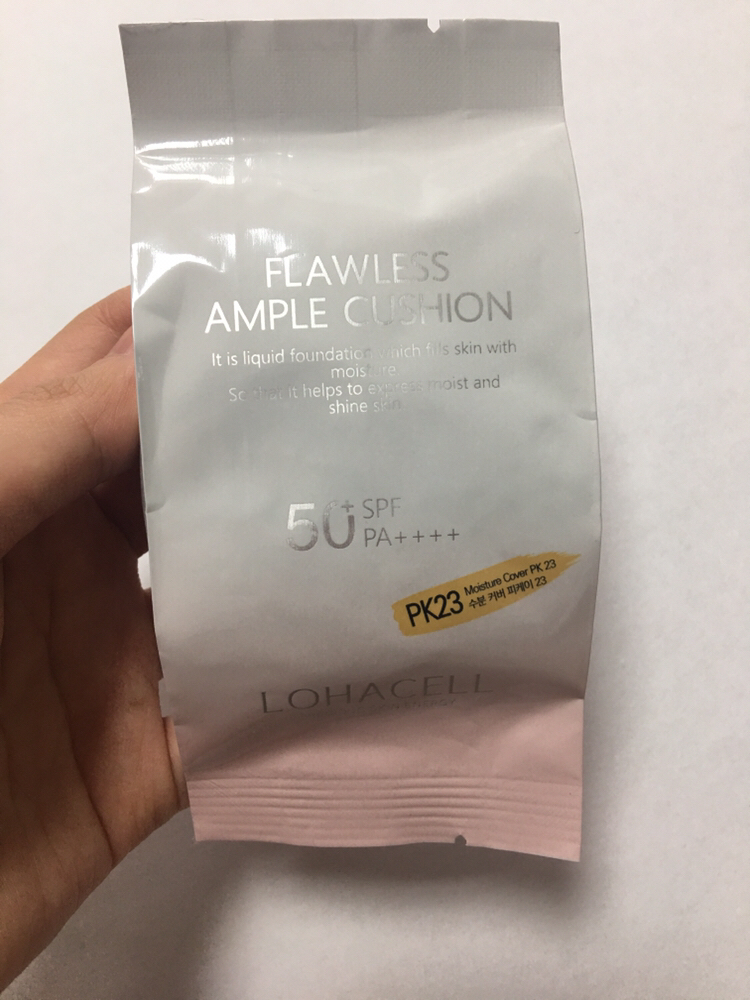 FLAWLESS
AMPLE CUSHION
It is liquid foundation which fills skin with
moisture
So that it helps to express moist and
shine skin
50+ SPF
PA++++
PK23 Moisture Cover PK 23
수분 커버 피케이 23
LOHACELL